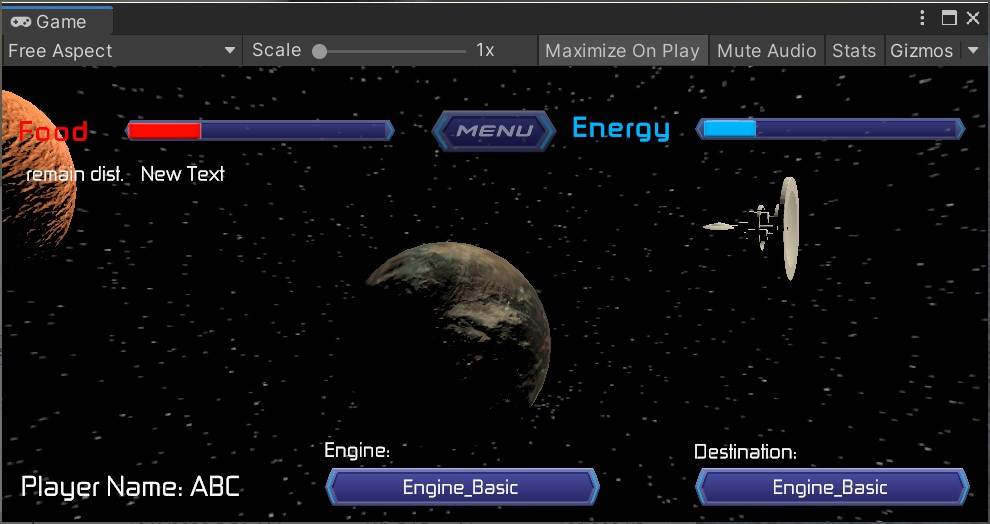 Game
Free Aspect Scale 1x Maximize On Play Mute Audio Stats Gizmos
Food MENU Energy
remain dist. New Text
Engine: Destination:
Player Name: ABC Engine_Basic Engine_Basic